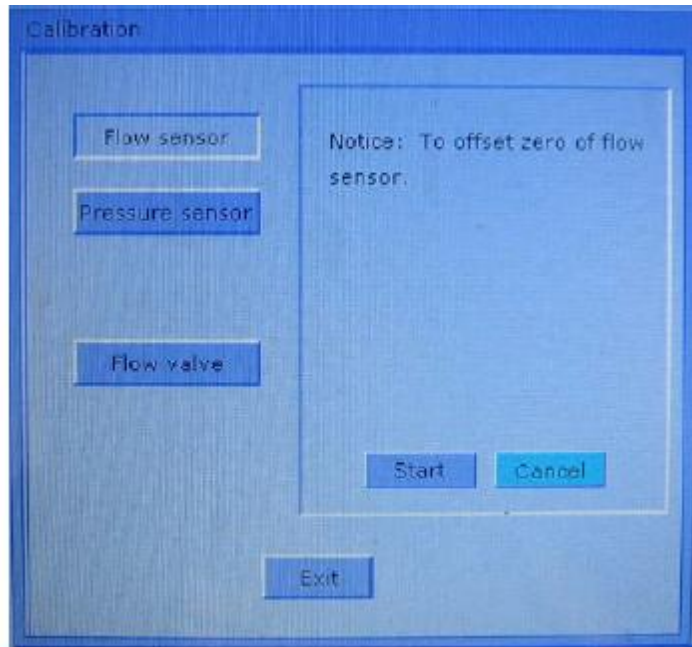 Calibration
Flow sensor
Pressure sensor
Flow valve
Notice: To offset zero of flow
sensor.
Start
Cancel
Exit